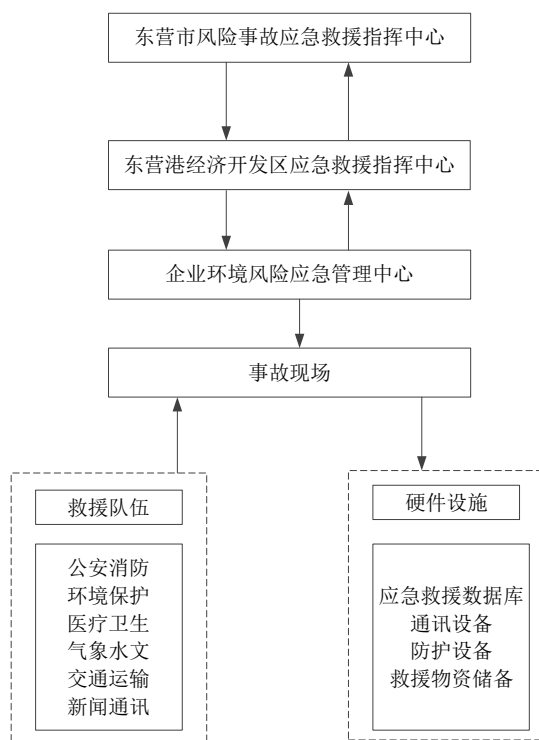 东营市风险事故应急救援指挥中心
东营港经济开发区应急救援指挥中心
企业环境风险应急管理中心
事故现场
救援队伍
公安消防
环境保护
医疗卫生
气象水文
交通运输
新闻通讯
硬件设施
应急救援数据库
通讯设备
防护设备
救援物资储备